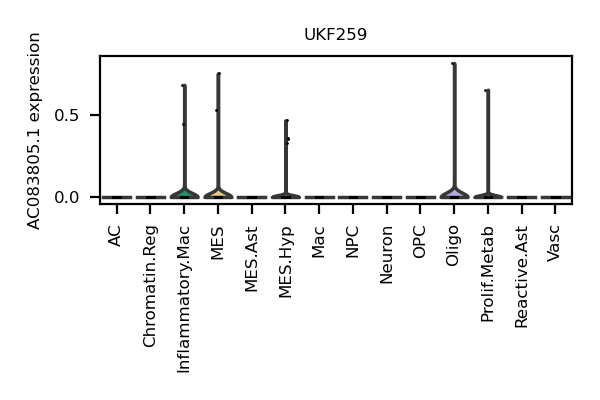 UKF259
AC083805.1 expression
0.5
0.0
AC
Chromatin.Reg
Inflammatory.Mac
MES
MES.Ast
MES.Hyp
Mac
NPC
Neuron
OPC
Oligo
Prolif.Metab
Reactive.Ast
Vasc